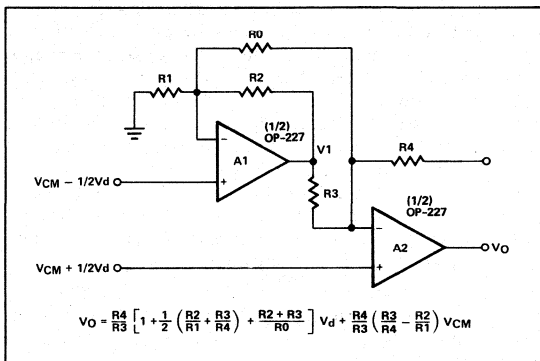 R0
R1
R2
(1/2)
OP-227
V1
R4
−
A1
+
R3
VCM − 1/2Vd
(1/2)
OP-227
−
A2
+
VO
VCM + 1/2Vd
VO = R4/R3 [1 + 1/2 (R2/R1 + R3/R4) + R2 + R3/R0] Vd + R4/R3 (R3/R4 − R2/R1) VCM